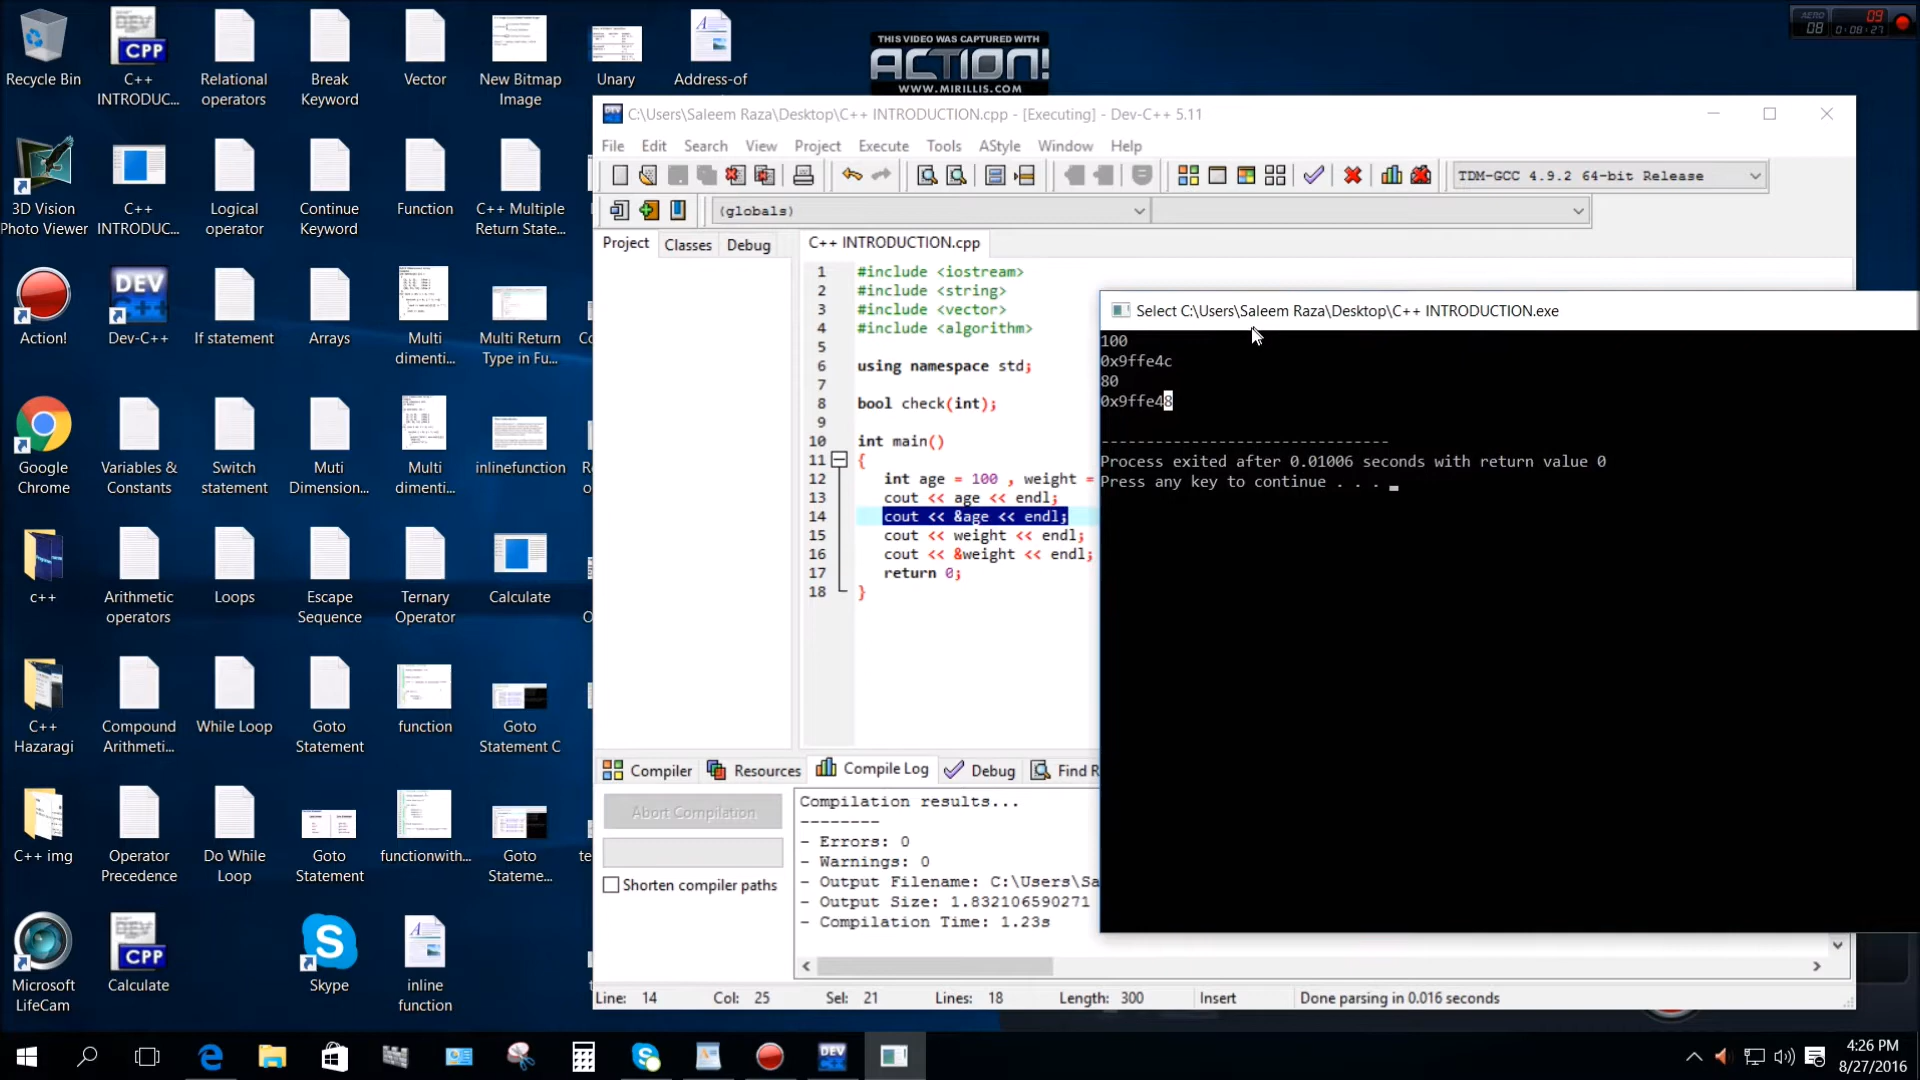 Recycle Bin
C++
INTRODUC...
Relational
operators
Break
Keyword
Vector
New Bitmap
Image
Unary
Address-of
3D Vision
Photo Viewer
C++
INTRODUC...
Logical
operator
Continue
Keyword
Function
C++ Multiple
Return State...
Action!
Dev-C++
If statement
Arrays
Multi
dimenti...
Multi Return
Type in Fu...
Google
Chrome
Variables &
Constants
Switch
statement
Muti
Dimension...
Multi
dimenti...
inlinefunction
c++
Arithmetic
operators
Loops
Escape
Sequence
Ternary
Operator
Calculate
C++
Hazaragi
Compound
Arithmeti...
While Loop
Goto
Statement
function
Goto
Statement C
C++ img
Operator
Precedence
Do While
Loop
Goto
Statement
functionwith...
Goto
Stateme...
Microsoft
LifeCam
Calculate
Skype
inline
function
THIS VIDEO WAS CAPTURED WITH
ACTION!
WWW.MIRILLIS.COM
AERO
08
09
0:08:27
C:\Users\Saleem Raza\Desktop\C++ INTRODUCTION.cpp - [Executing] - Dev-C++ 5.11
File Edit Search View Project Execute Tools AStyle Window Help
TDM-GCC 4.9.2 64-bit Release
(globals)
Project Classes Debug
C++ INTRODUCTION.cpp
1 #include <iostream>
2 #include <string>
3 #include <vector>
4 #include <algorithm>
5
6 using namespace std;
7
8 bool check(int);
9
10 int main()
11 {
12 int age = 100 , weight =
13 cout << age << endl;
14 cout << &age << endl;
15 cout << weight << endl;
16 cout << &weight << endl;
17 return 0;
18 }
Select C:\Users\Saleem Raza\Desktop\C++ INTRODUCTION.exe
100
0x9ffe4c
80
0x9ffe48
--------------------------------
Process exited after 0.01006 seconds with return value 0
Press any key to continue . . .
Compiler Resources Compile Log Debug Find R
Abort Compilation
Shorten compiler paths
Compilation results...
--------
- Errors: 0
- Warnings: 0
- Output Filename: C:\Users\Sa
- Output Size: 1.832106590271
- Compilation Time: 1.23s
Line: 14 Col: 25 Sel: 21 Lines: 18 Length: 300 Insert Done parsing in 0.016 seconds
4:26 PM
8/27/2016